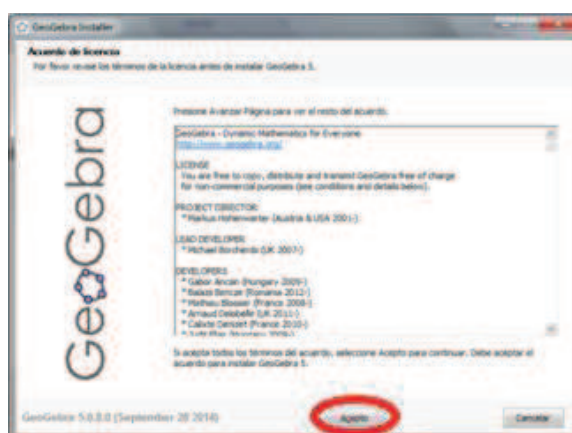 GeoGebra Installer
Acuerdo de licencia
Por favor revise los términos de la licencia antes de instalar GeoGebra 5.
GeoGebra
Presione Avanzar Página para ver el resto del acuerdo.
GeoGebra - Dynamic Mathematics for Everyone
http://www.geogebra.org/
LICENSE
You are free to copy, distribute and transmit GeoGebra free of charge
for non-commercial purposes (see conditions and details below).
PROJECT DIRECTOR
* Markus Hohenwarter (Austria & USA 2001-)
LEAD DEVELOPER
* Michael Borcherds (UK 2007-)
DEVELOPERS
* Gabor Ancsin (Hungary 2009-)
* Balazs Bencze (Romania 2012-)
* Mathieu Blossier (France 2008-)
* Arnaud Delobelle (UK 2011-)
* Calixte Denizet (France 2010-)
Si acepta todos los términos del acuerdo, seleccione Acepto para continuar. Debe aceptar el
acuerdo para instalar GeoGebra 5.
GeoGebra 5.0.8.0 (September 28 2014)
Acepto
Cancelar